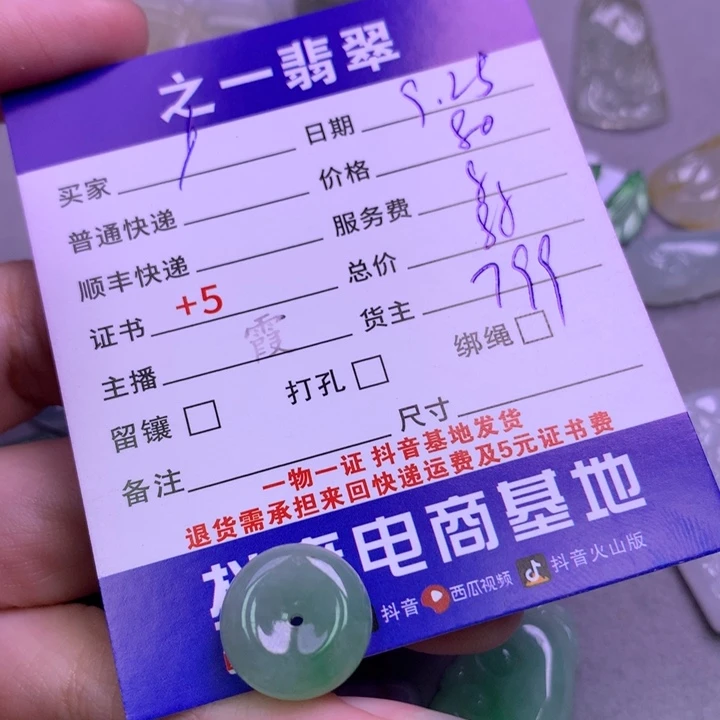 之一翡翠
买家 日期 9.25
普通快递 价格 80
顺丰快递 服务费
证书 +5 总价 85
主播 霞 货主 799
留镶 打孔 绑绳
备注 尺寸
一物一证 抖音基地发货
退货需承担来回快递运费及5元证书费
电商基地
抖音 西瓜视频 抖音火山版